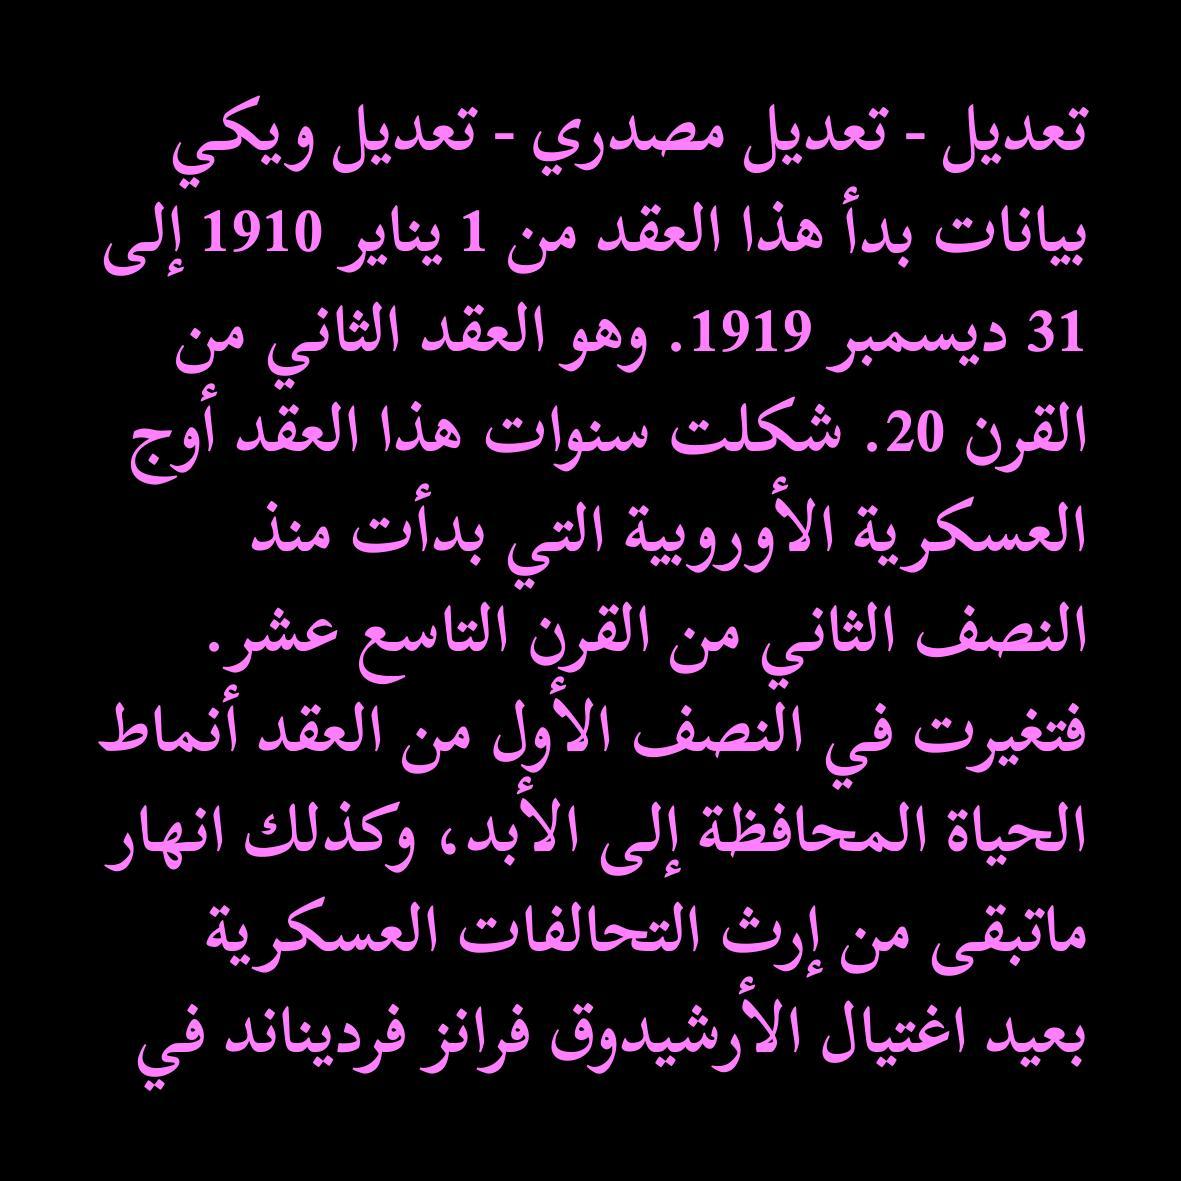 تعديل - تعديل مصدري - تعديل ويكي
بيانات بدأ هذا العقد من 1 يناير 1910 إلى
31 ديسمبر 1919. وهو العقد الثاني من
القرن 20. شكلت سنوات هذا العقد أوج
العسكرية الأوروبية التي بدأت منذ
النصف الثاني من القرن التاسع عشر.
فتغيرت في النصف الأول من العقد أنماط
الحياة المحافظة إلى الأبد، وكذلك انهار
ماتبقى من إرث التحالفات العسكرية
بعيد اغتيال الأرشيدوق فرانز فرديناند في